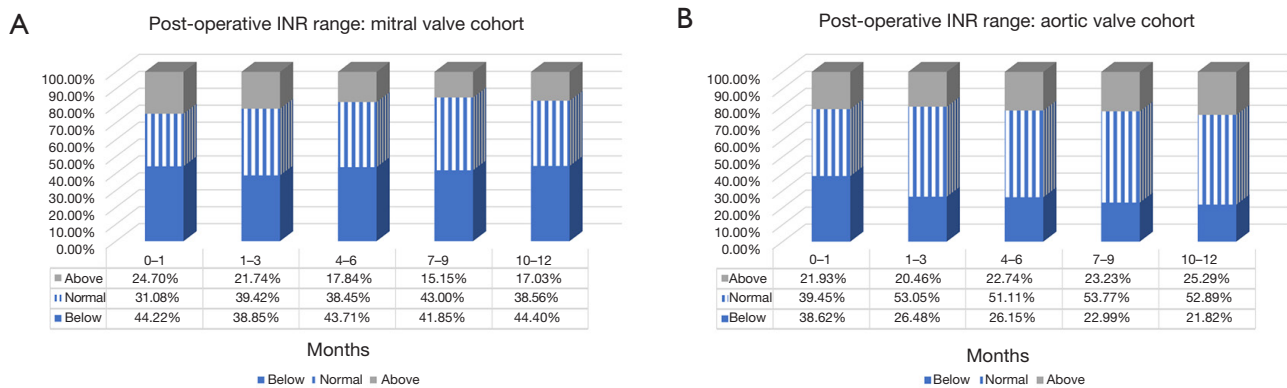 A
Post-operative INR range: mitral valve cohort
100.00%
90.00%
80.00%
70.00%
60.00%
50.00%
40.00%
30.00%
20.00%
10.00%
0.00%
0–1 1–3 4–6 7–9 10–12
Above 24.70% 21.74% 17.84% 15.15% 17.03%
Normal 31.08% 39.42% 38.45% 43.00% 38.56%
Below 44.22% 38.85% 43.71% 41.85% 44.40%
Months
Below Normal Above
B
Post-operative INR range: aortic valve cohort
100.00%
90.00%
80.00%
70.00%
60.00%
50.00%
40.00%
30.00%
20.00%
10.00%
0.00%
0–1 1–3 4–6 7–9 10–12
Above 21.93% 20.46% 22.74% 23.23% 25.29%
Normal 39.45% 53.05% 51.11% 53.77% 52.89%
Below 38.62% 26.48% 26.15% 22.99% 21.82%
Months
Below Normal Above